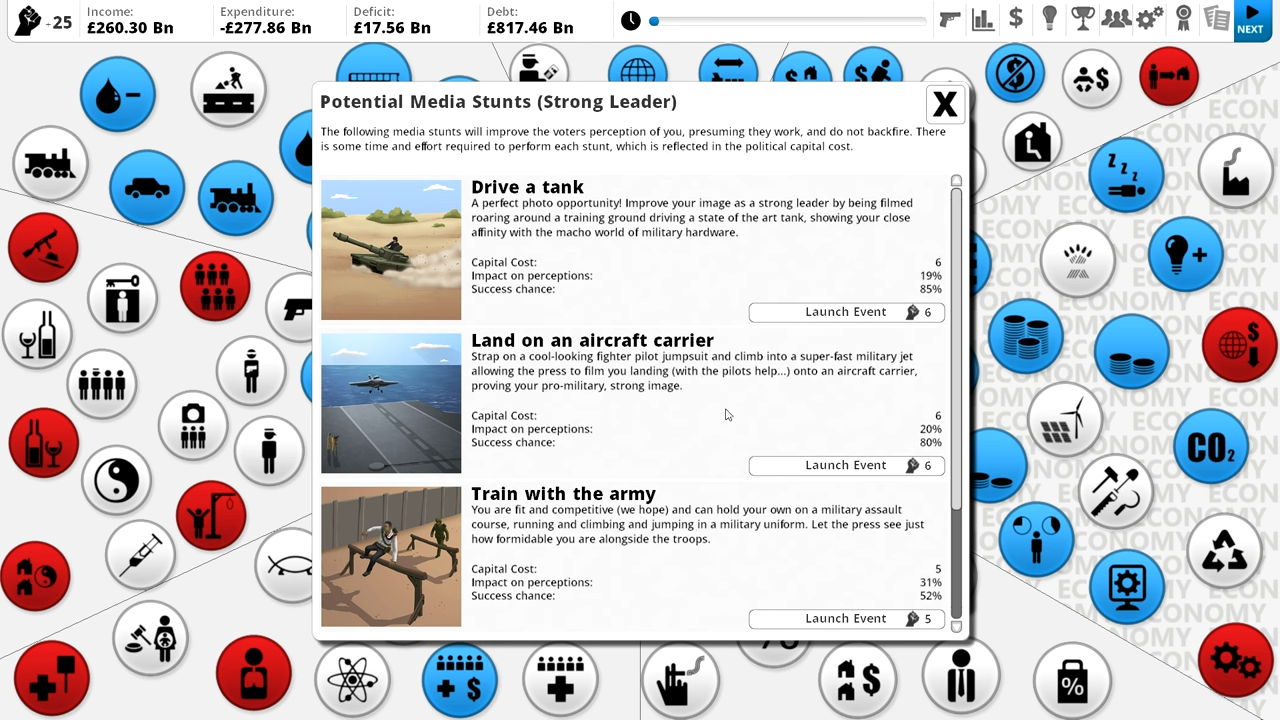 +25
Income:
£260.30 Bn
Expenditure:
-£277.86 Bn
Deficit:
£17.56 Bn
Debt:
£817.46 Bn
$
NEXT
Potential Media Stunts (Strong Leader)
X
The following media stunts will improve the voters perception of you, presuming they work, and do not backfire. There
is some time and effort required to perform each stunt, which is reflected in the political capital cost.
Drive a tank
A perfect photo opportunity! Improve your image as a strong leader by being filmed
roaring around a training ground driving a state of the art tank, showing your close
affinity with the macho world of military hardware.
Capital Cost: 6
Impact on perceptions: 19%
Success chance: 85%
Launch Event 6
Land on an aircraft carrier
Strap on a cool-looking fighter pilot jumpsuit and climb into a super-fast military jet
allowing the press to film you landing (with the pilots help...) onto an aircraft carrier,
proving your pro-military, strong image.
Capital Cost: 6
Impact on perceptions: 20%
Success chance: 80%
Launch Event 6
Train with the army
You are fit and competitive (we hope) and can hold your own on a military assault
course, running and climbing and jumping in a military uniform. Let the press see just
how formidable you are alongside the troops.
Capital Cost: 5
Impact on perceptions: 31%
Success chance: 52%
Launch Event 5
ECONOMY
CO₂